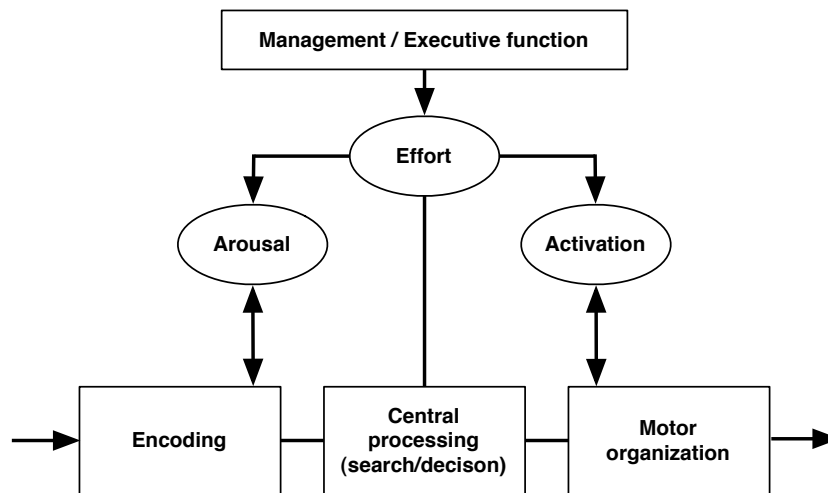 Management / Executive function
Effort
Arousal
Activation
Encoding
Central
processing
(search/decison)
Motor
organization